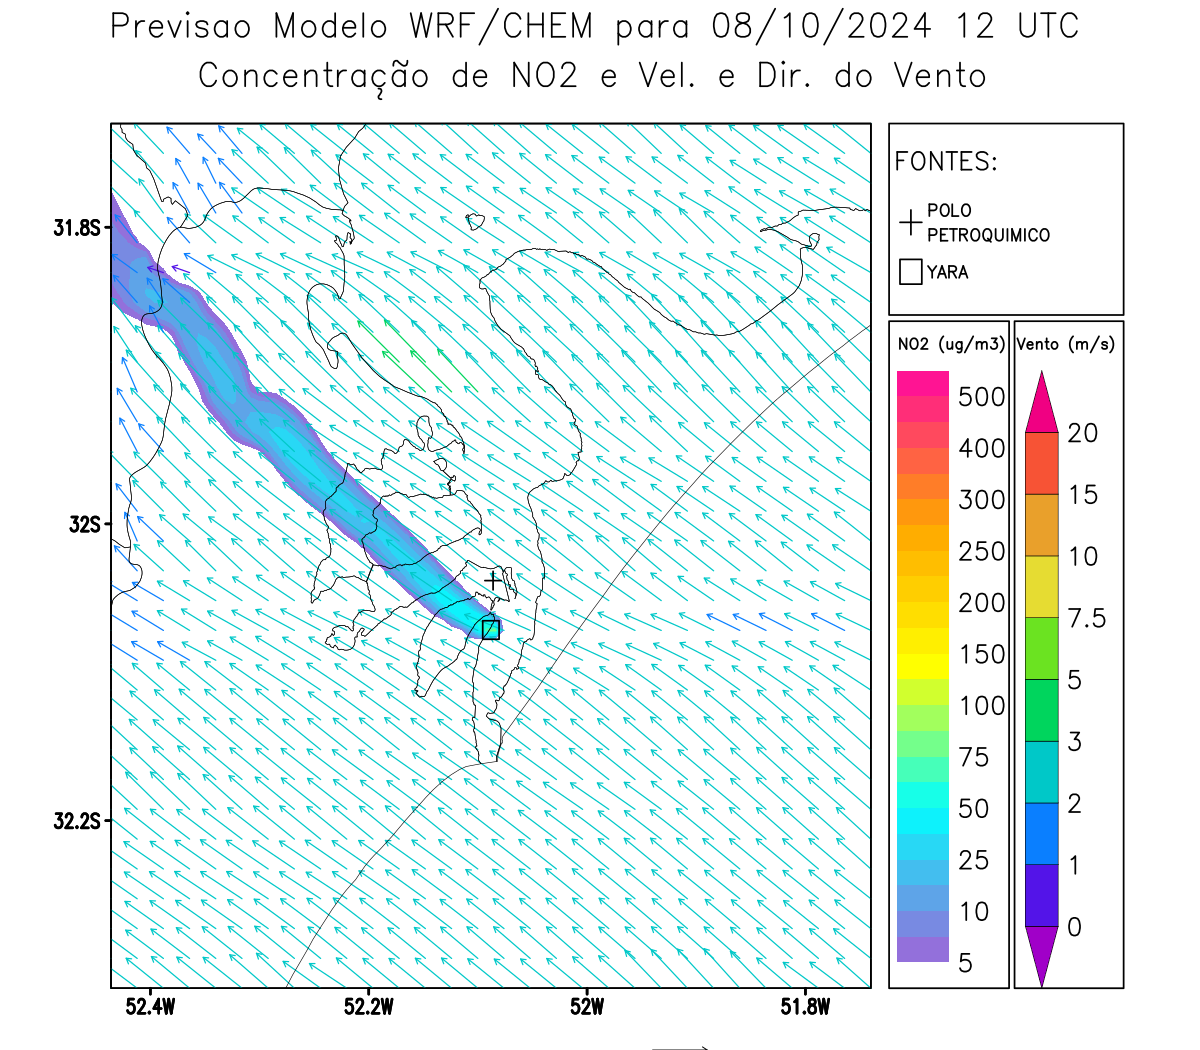 Previsao Modelo WRF/CHEM para 08/10/2024 12 UTC
Concentração de NO2 e Vel. e Dir. do Vento
FONTES:
POLO
PETROQUIMICO
YARA
NO2 (ug/m3)
500
400
300
250
200
150
100
75
50
25
10
5
Vento (m/s)
20
15
10
7.5
5
3
2
1
0
31.8S
32S
32.2S
52.4W
52.2W
52W
51.8W